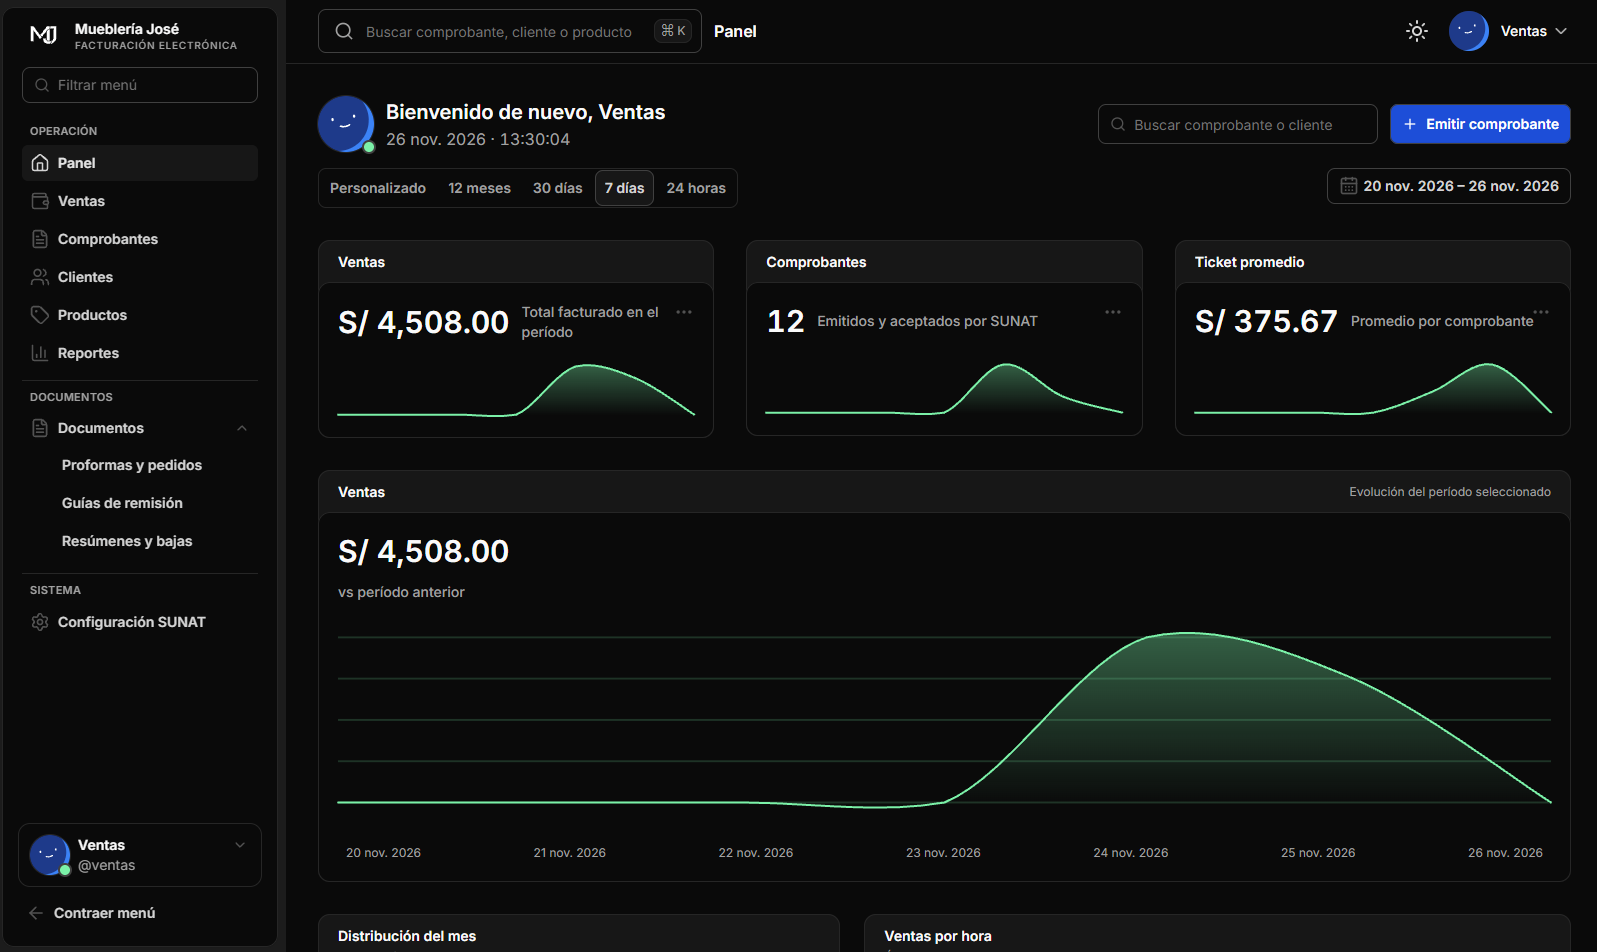 MJ
Mueblería José
FACTURACIÓN ELECTRÓNICA
Filtrar menú
OPERACIÓN
Panel
Ventas
Comprobantes
Clientes
Productos
Reportes
DOCUMENTOS
Documentos
Proformas y pedidos
Guías de remisión
Resúmenes y bajas
SISTEMA
Configuración SUNAT
Ventas
@ventas
Contraer menú
Buscar comprobante, cliente o producto
⌘ K
Panel
Ventas
Bienvenido de nuevo, Ventas
26 nov. 2026 · 13:30:04
Buscar comprobante o cliente
+ Emitir comprobante
Personalizado
12 meses
30 días
7 días
24 horas
20 nov. 2026 – 26 nov. 2026
Ventas
S/ 4,508.00
Total facturado en el
período
Comprobantes
12
Emitidos y aceptados por SUNAT
Ticket promedio
S/ 375.67
Promedio por comprobante
Ventas
Evolución del período seleccionado
S/ 4,508.00
vs período anterior
20 nov. 2026
21 nov. 2026
22 nov. 2026
23 nov. 2026
24 nov. 2026
25 nov. 2026
26 nov. 2026
Distribución del mes
Ventas por hora